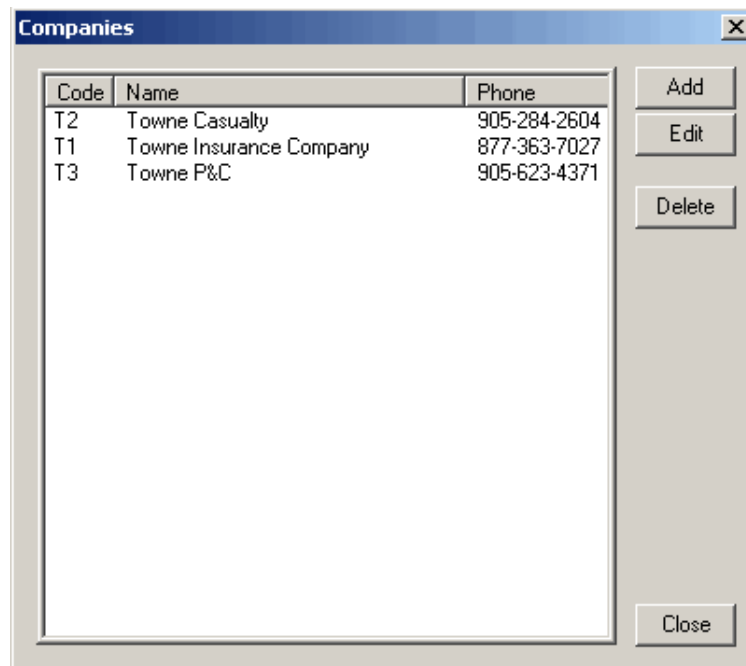 Companies
Code Name Phone
T2 Towne Casualty 905-284-2604
T1 Towne Insurance Company 877-363-7027
T3 Towne P&C 905-623-4371
Add
Edit
Delete
Close